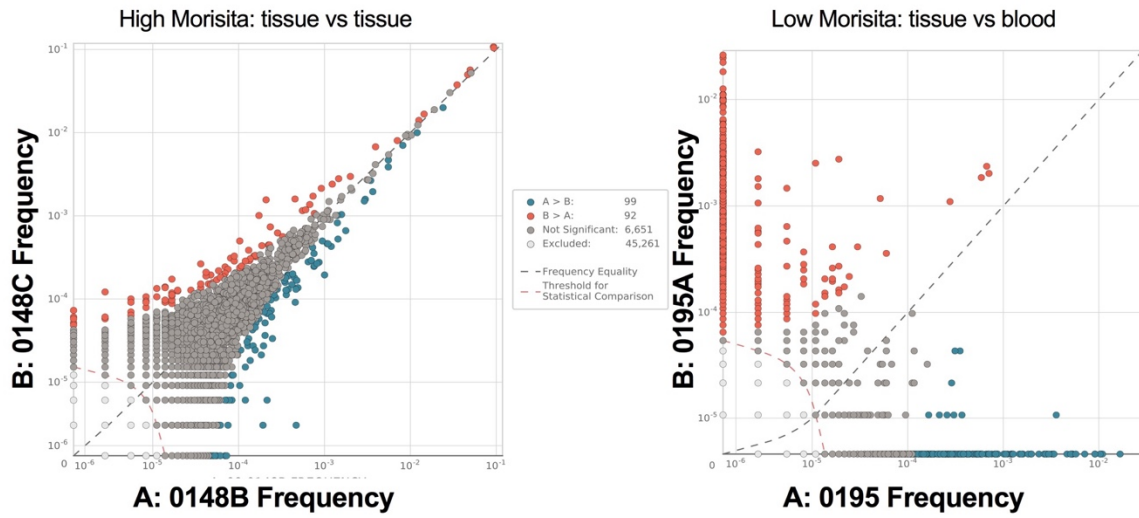 High Morisita: tissue vs tissue
Low Morisita: tissue vs blood
B: 0148C Frequency
10⁻¹
10⁻²
10⁻³
10⁻⁴
10⁻⁵
10⁻⁶
0
10⁻⁶
10⁻⁵
10⁻⁴
10⁻³
10⁻²
10⁻¹
A: 0148B Frequency
A > B: 99
B > A: 92
Not Significant: 6,651
Excluded: 45,261
Frequency Equality
Threshold for
Statistical Comparison
B: 0195A Frequency
10⁻²
10⁻³
10⁻⁴
10⁻⁵
0
10⁻⁶
10⁻⁵
10⁻⁴
10⁻³
10⁻²
A: 0195 Frequency